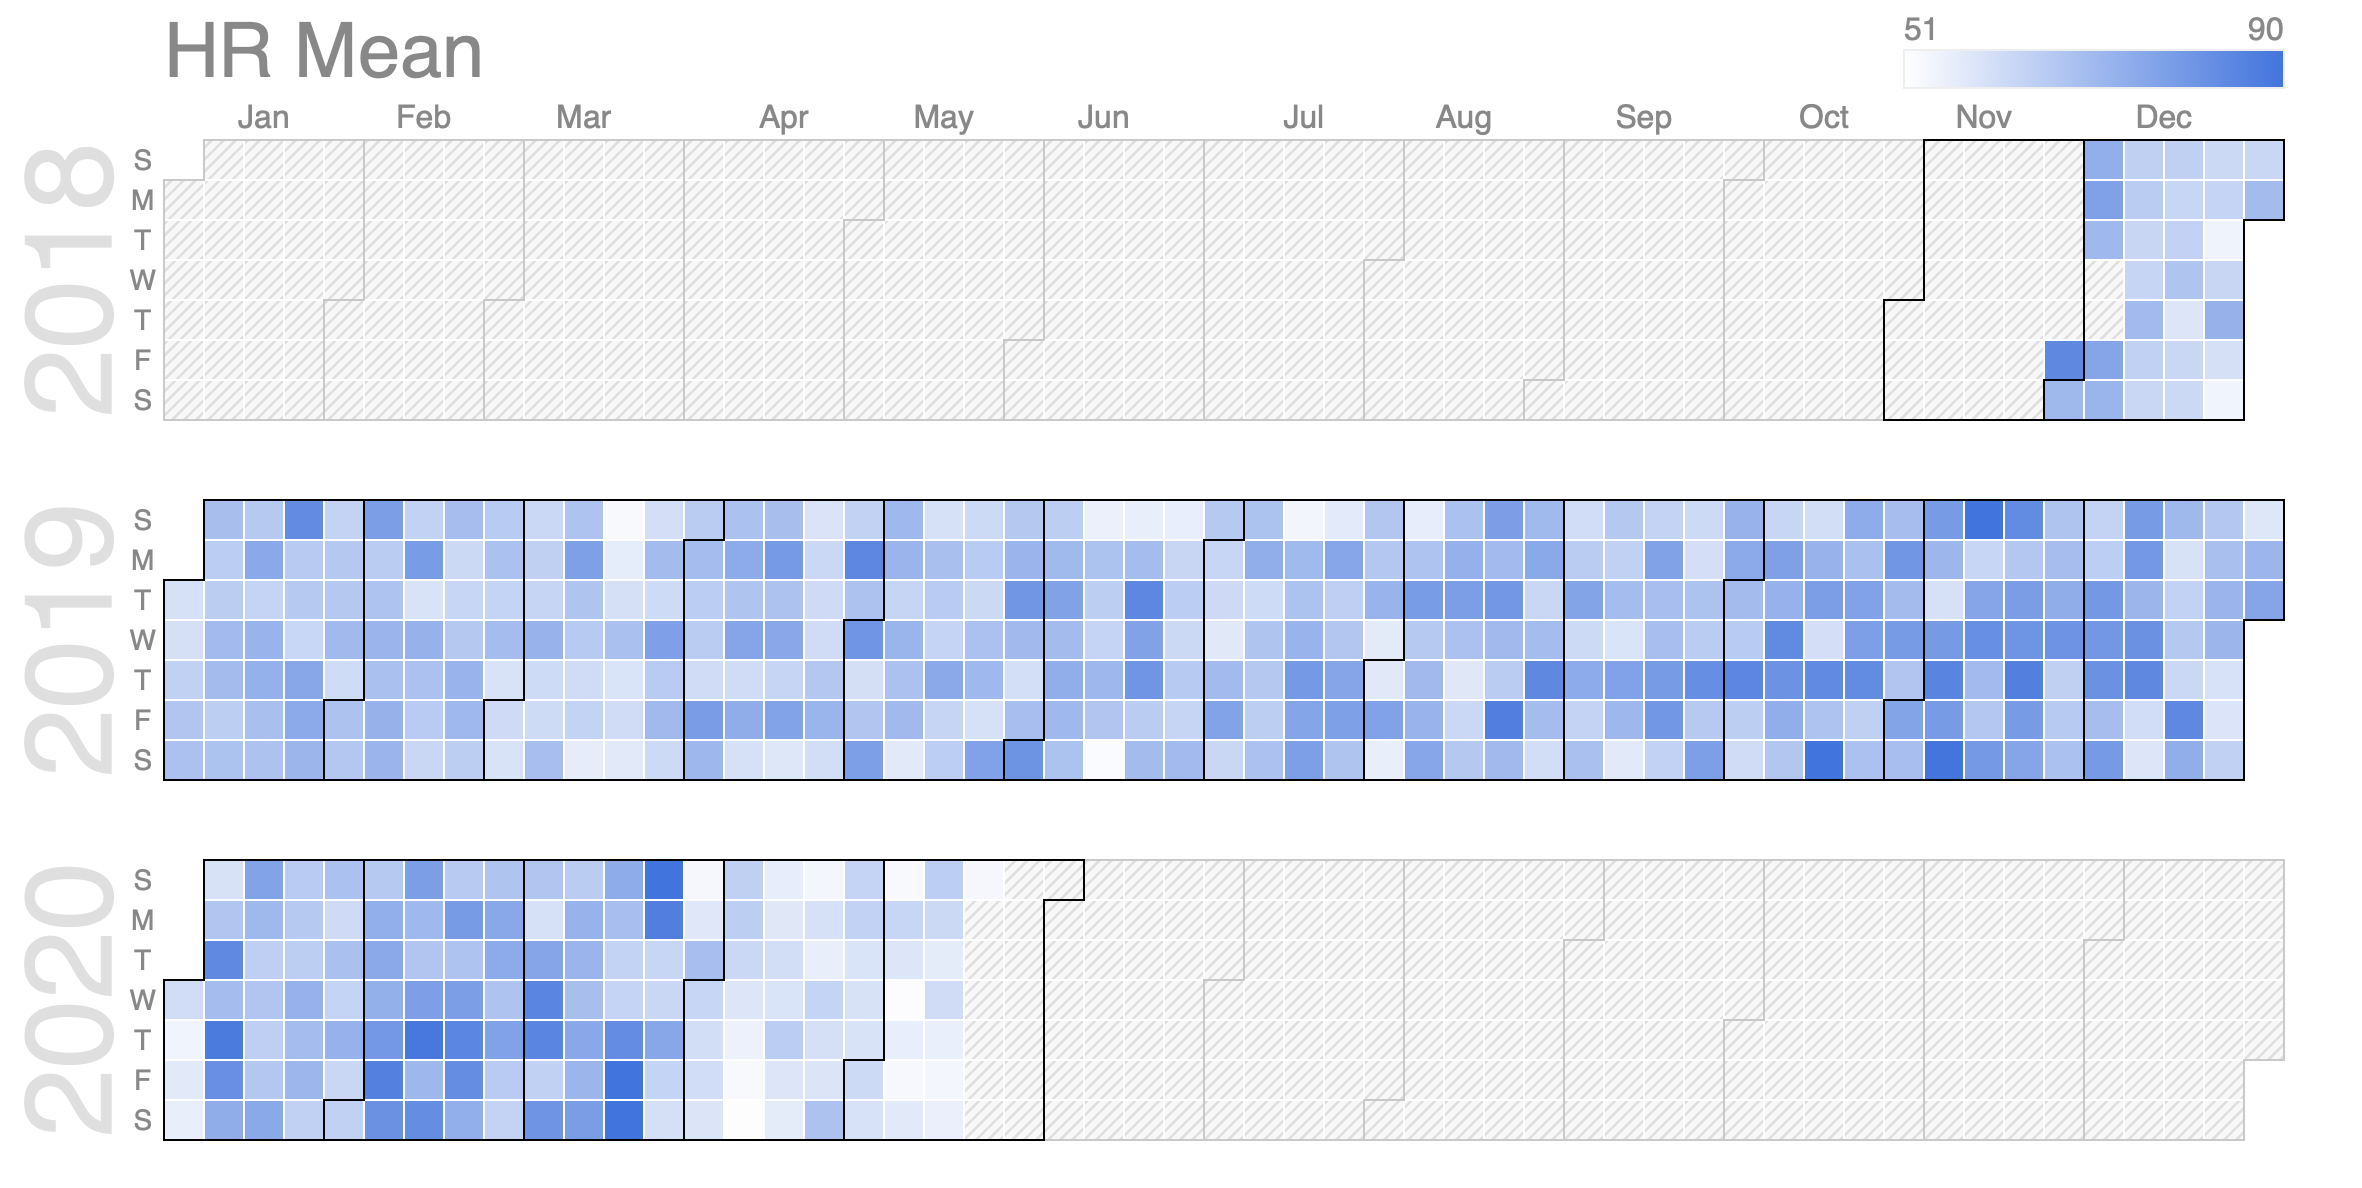 HR Mean
51 90
Jan Feb Mar Apr May Jun Jul Aug Sep Oct Nov Dec
2018
S
M
T
W
T
F
S
2019
S
M
T
W
T
F
S
2020
S
M
T
W
T
F
S